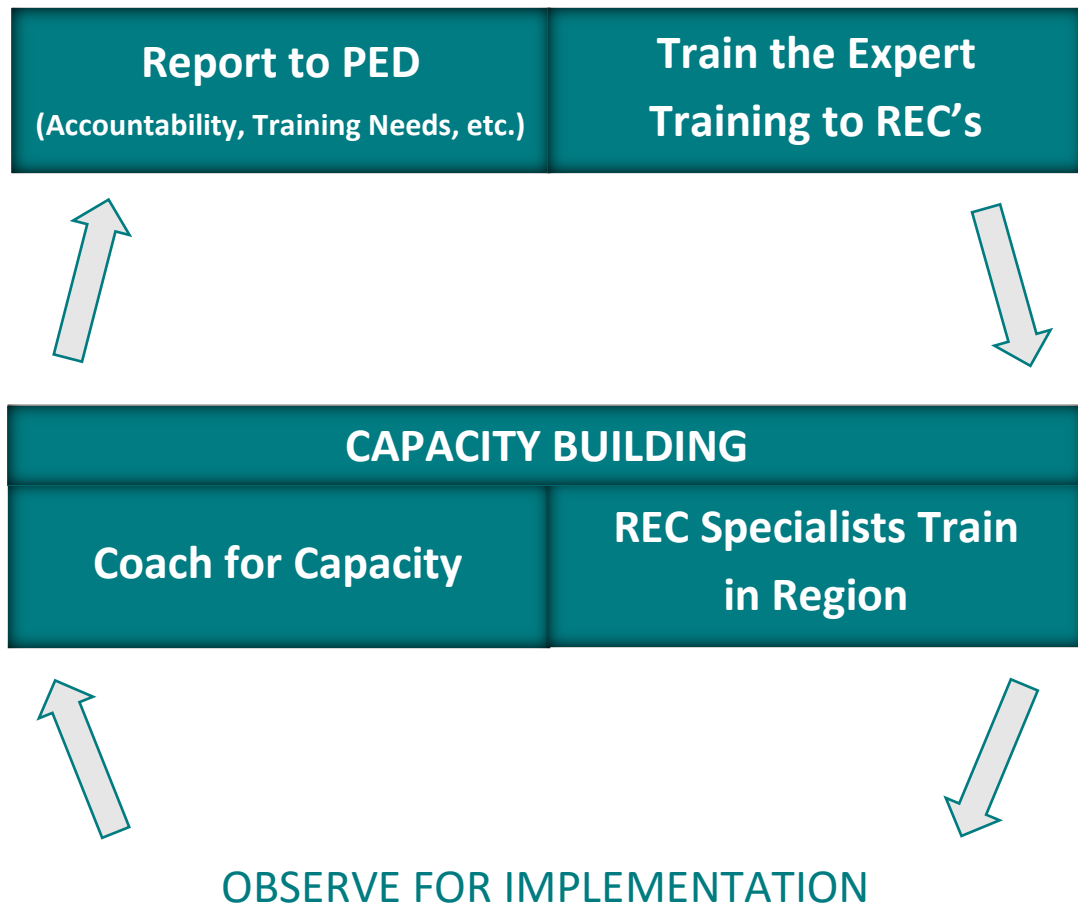 Report to PED
(Accountability, Training Needs, etc.)
Train the Expert
Training to REC’s
CAPACITY BUILDING
Coach for Capacity
REC Specialists Train
in Region
OBSERVE FOR IMPLEMENTATION